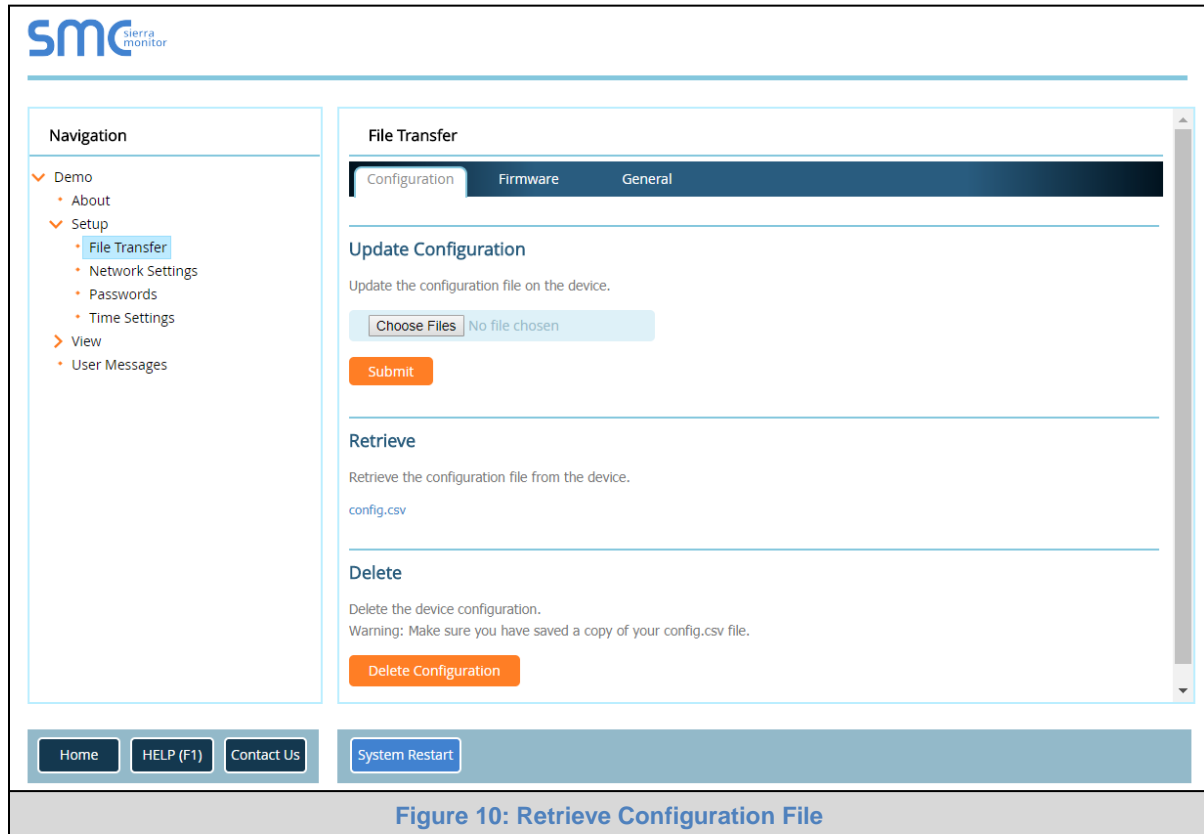 SMC sierra monitor
Navigation
Demo
About
Setup
File Transfer
Network Settings
Passwords
Time Settings
View
User Messages
File Transfer
Configuration Firmware General
Update Configuration
Update the configuration file on the device.
Choose Files No file chosen
Submit
Retrieve
Retrieve the configuration file from the device.
config.csv
Delete
Delete the device configuration.
Warning: Make sure you have saved a copy of your config.csv file.
Delete Configuration
Home HELP (F1) Contact Us System Restart
Figure 10: Retrieve Configuration File